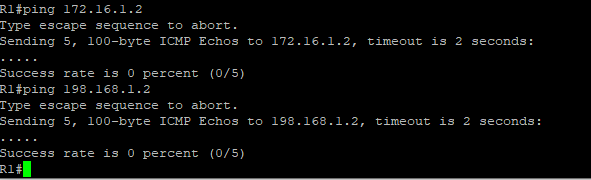 R1#ping 172.16.1.2
Type escape sequence to abort.
Sending 5, 100-byte ICMP Echos to 172.16.1.2, timeout is 2 seconds:
.....
Success rate is 0 percent (0/5)
R1#ping 198.168.1.2
Type escape sequence to abort.
Sending 5, 100-byte ICMP Echos to 198.168.1.2, timeout is 2 seconds:
.....
Success rate is 0 percent (0/5)
R1#